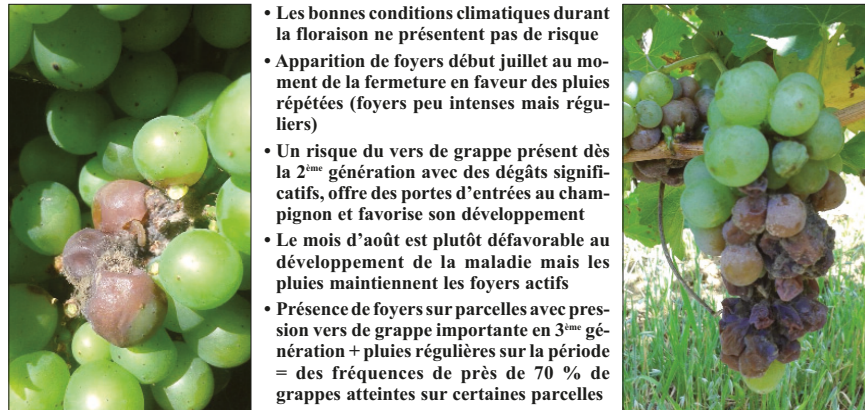 • Les bonnes conditions climatiques durant
la floraison ne présentent pas de risque
• Apparition de foyers début juillet au mo-
ment de la fermeture en faveur des pluies
répétées (foyers peu intenses mais régu-
liers)
• Un risque du vers de grappe présent dès
la 2ème génération avec des dégâts signifi-
catifs, offre des portes d'entrées au cham-
pignon et favorise son développement
• Le mois d'août est plutôt défavorable au
développement de la maladie mais les
pluies maintiennent les foyers actifs
• Présence de foyers sur parcelles avec pres-
sion vers de grappe importante en 3ème gé-
nération + pluies régulières sur la période
= des fréquences de près de 70 % de
grappes atteintes sur certaines parcelles